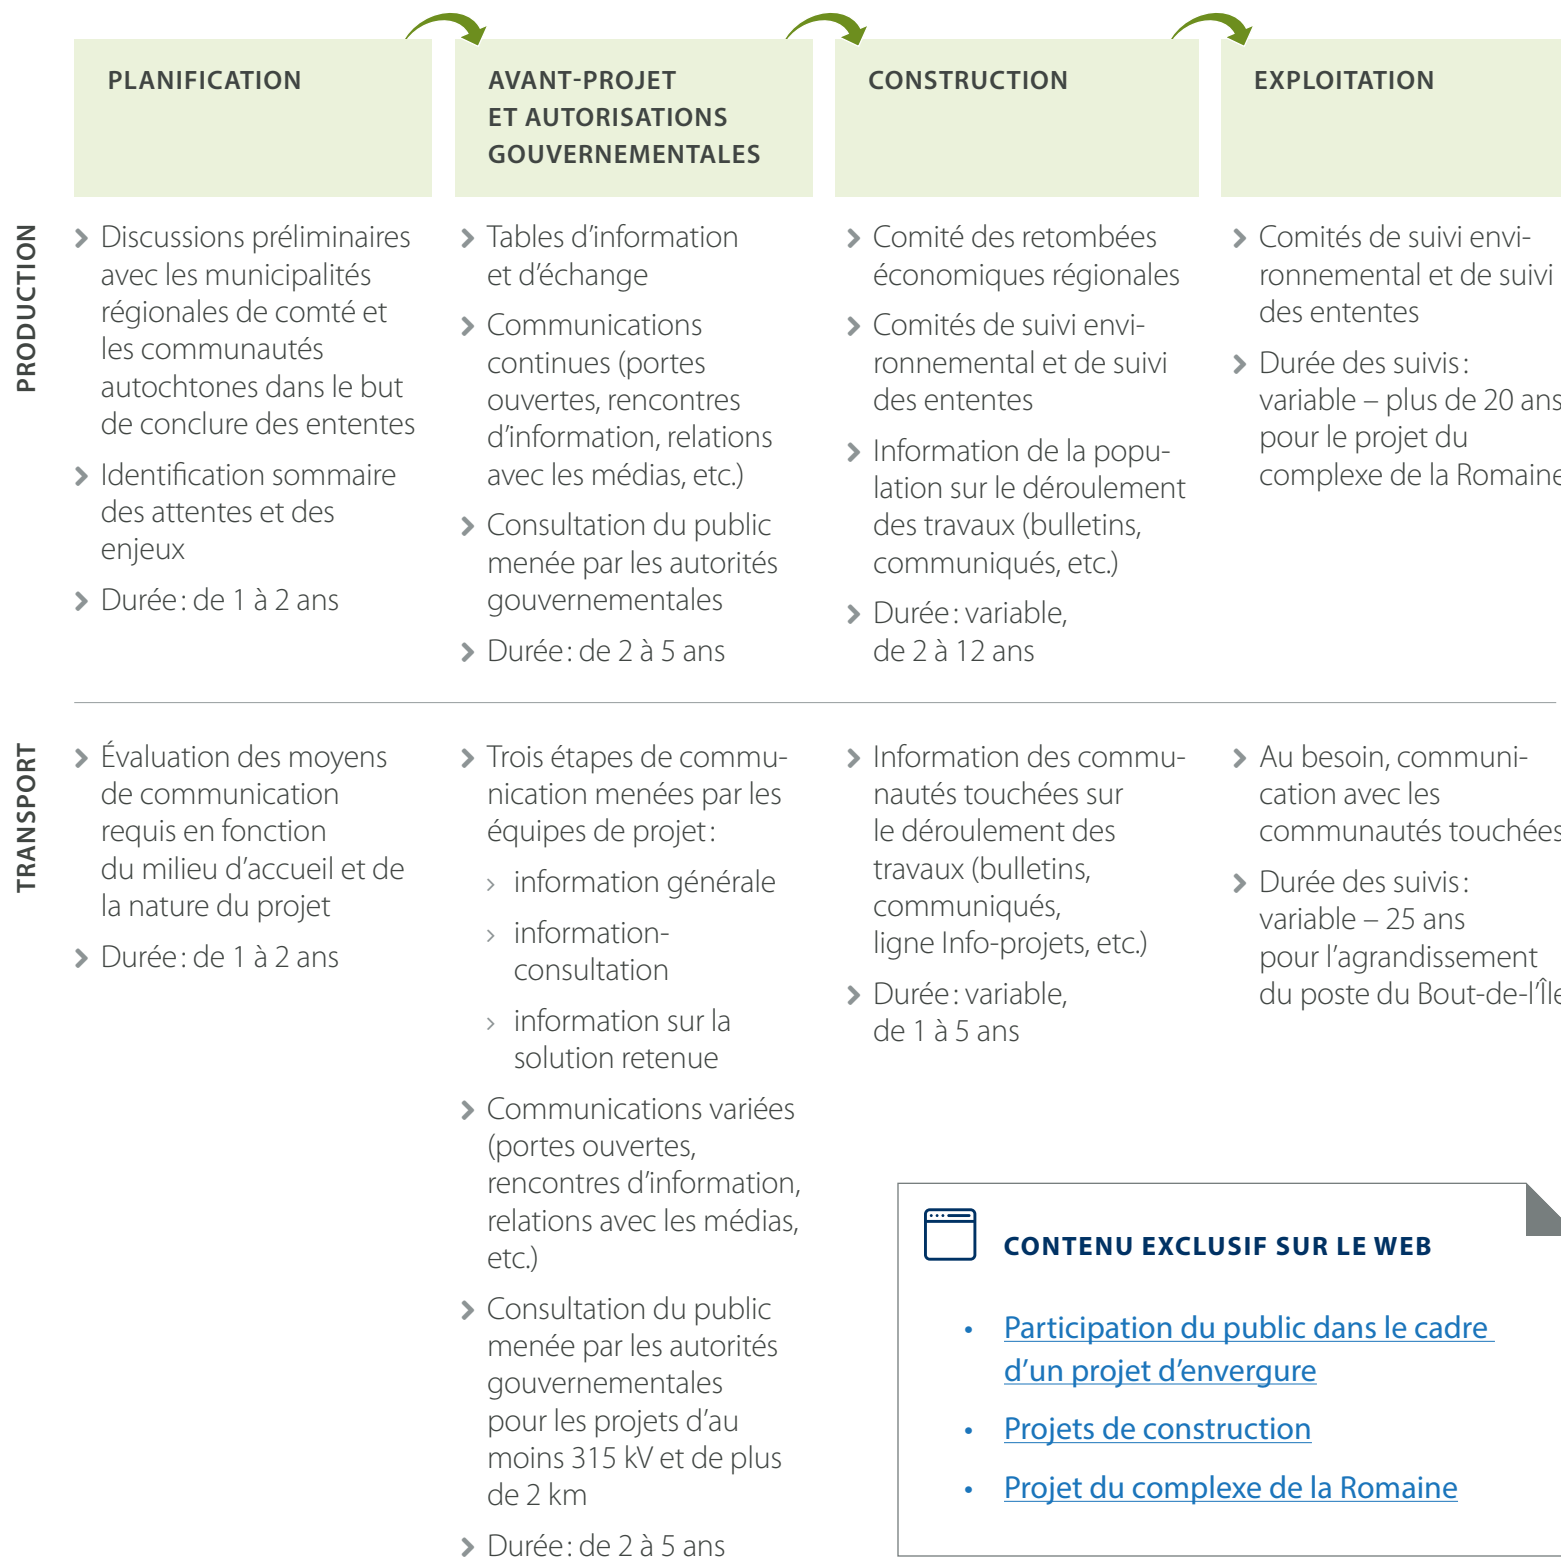 PLANIFICATION
AVANT-PROJET
ET AUTORISATIONS
GOUVERNEMENTALES
CONSTRUCTION
EXPLOITATION
PRODUCTION
Discussions préliminaires
avec les municipalités
régionales de comté et
les communautés
autochtones dans le but
de conclure des ententes
Identification sommaire
des attentes et des
enjeux
Durée : de 1 à 2 ans
Tables d’information
et d’échange
Communications
continues (portes
ouvertes, rencontres
d’information, relations
avec les médias, etc.)
Consultation du public
menée par les autorités
gouvernementales
Durée : de 2 à 5 ans
Comité des retombées
économiques régionales
Comités de suivi envi-
ronnemental et de suivi
des ententes
Information de la popu-
lation sur le déroulement
des travaux (bulletins,
communiqués, etc.)
Durée : variable,
de 2 à 12 ans
Comités de suivi envi-
ronnemental et de suivi
des ententes
Durée des suivis :
variable – plus de 20 ans
pour le projet du
complexe de la Romaine
TRANSPORT
Évaluation des moyens
de communication
requis en fonction
du milieu d’accueil et de
la nature du projet
Durée : de 1 à 2 ans
Trois étapes de commu-
nication menées par les
équipes de projet :
information générale
information-
consultation
information sur la
solution retenue
Communications variées
(portes ouvertes,
rencontres d’information,
relations avec les médias,
etc.)
Consultation du public
menée par les autorités
gouvernementales
pour les projets d’au
moins 315 kV et de plus
de 2 km
Durée : de 2 à 5 ans
Information des commu-
nautés touchées sur
le déroulement des
travaux (bulletins,
communiqués,
ligne Info-projets, etc.)
Durée : variable,
de 1 à 5 ans
Au besoin, communi-
cation avec les
communautés touchées
Durée des suivis :
variable – 25 ans
pour l’agrandissement
du poste du Bout-de-l’Île
CONTENU EXCLUSIF SUR LE WEB
• Participation du public dans le cadre
d’un projet d’envergure
• Projets de construction
• Projet du complexe de la Romaine